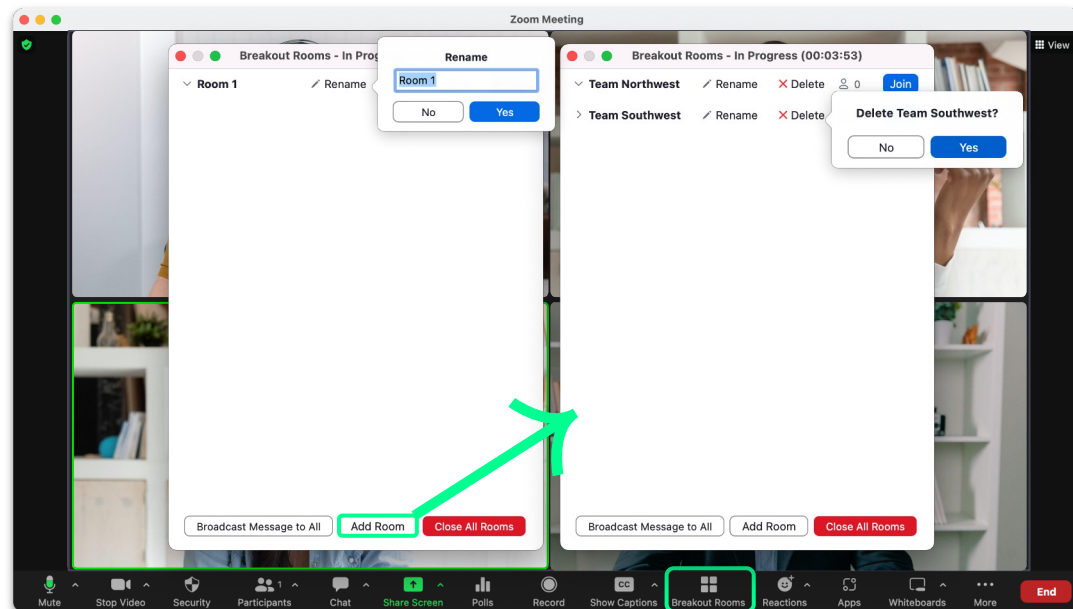 Zoom Meeting
View
Breakout Rooms - In Prog
Room 1
Rename
Rename
Room 1
No
Yes
Broadcast Message to All
Add Room
Close All Rooms
Breakout Rooms - In Progress (00:03:53)
Team Northwest Rename Delete 0 Join
Team Southwest Rename Delete
Delete Team Southwest?
No
Yes
Broadcast Message to All
Add Room
Close All Rooms
Mute
Stop Video
Security
1
Participants
Chat
Share Screen
Polls
Record
CC
Show Captions
Breakout Rooms
Reactions
Apps
Whiteboards
More
End